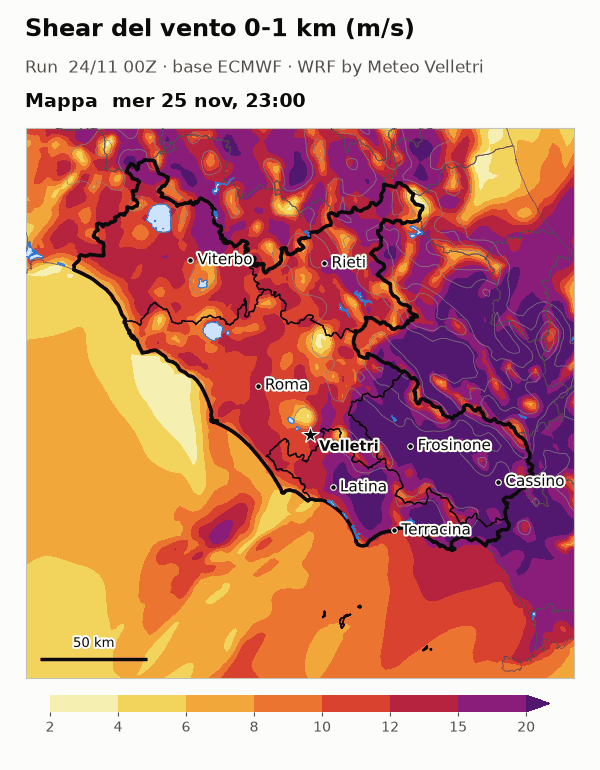 Shear del vento 0-1 km (m/s)
Run  24/11 00Z · base ECMWF · WRF by Meteo Velletri
Mappa  mer 25 nov, 23:00
Viterbo
Rieti
Roma
Velletri
Frosinone
Latina
Cassino
Terracina
50 km
2 4 6 8 10 12 15 20